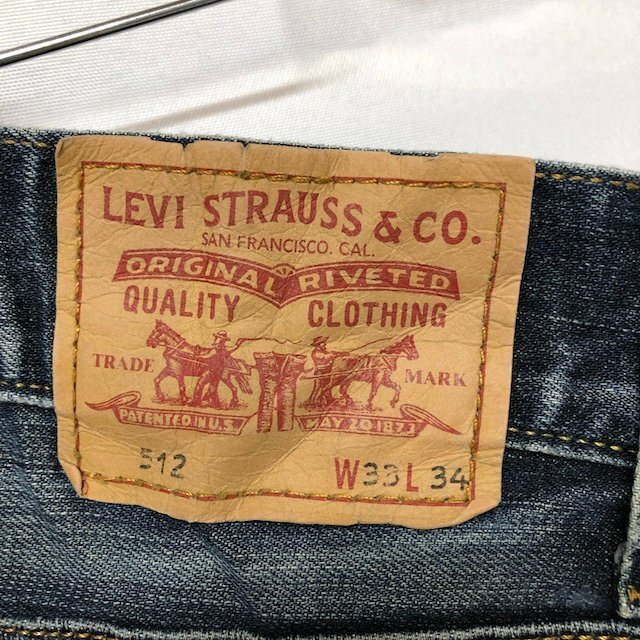 LEVI STRAUSS & CO.
SAN FRANCISCO. CAL.
ORIGINAL RIVETED
QUALITY CLOTHING
TRADE MARK
PATENTED IN U.S. MAY 20 1873
512 W33 L 34